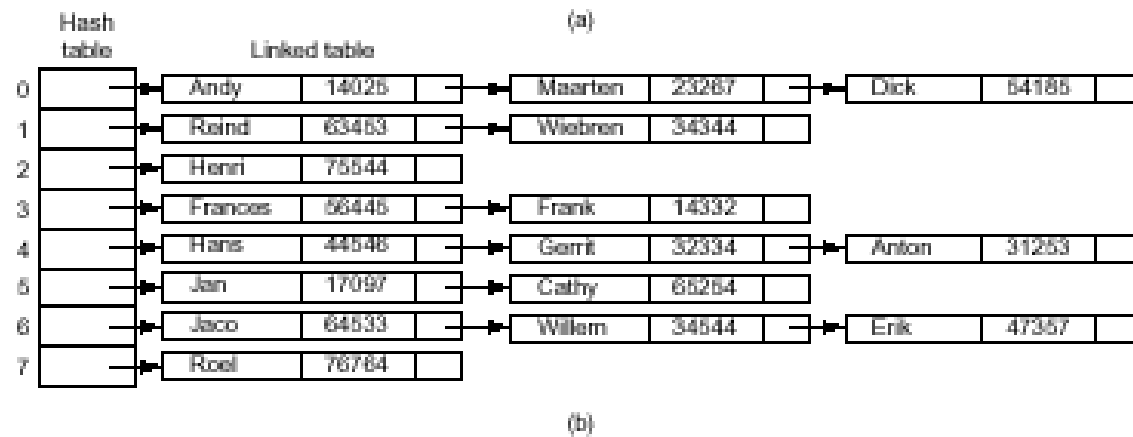 (a)
Hash table
Linked table
0 Andy 14025 Maarten 23267 Dick 54185
1 Reind 63453 Wiebren 34344
2 Henri 75544
3 Frances 56445 Frank 14332
4 Hans 44546 Gerrit 32334 Anton 31253
5 Jan 17097 Cathy 65254
6 Jaco 64533 Willem 34544 Erik 47357
7 Roel 76764
(b)